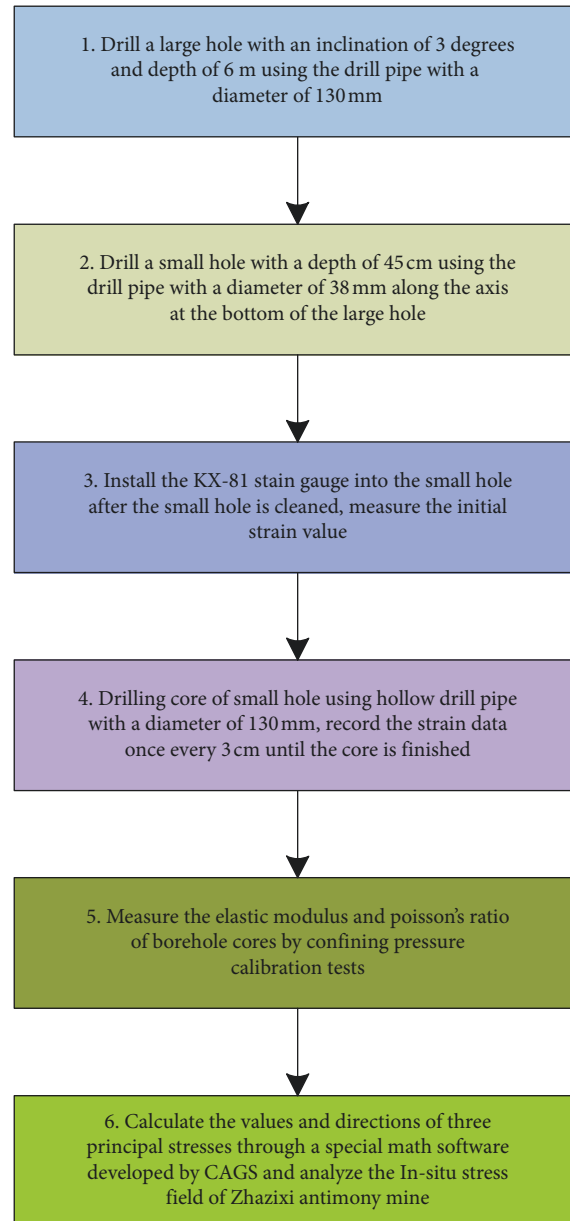 1. Drill a large hole with an inclination of 3 degrees
and depth of 6 m using the drill pipe with a
diameter of 130 mm
2. Drill a small hole with a depth of 45 cm using the
drill pipe with a diameter of 38 mm along the axis
at the bottom of the large hole
3. Install the KX-81 stain gauge into the small hole
after the small hole is cleaned, measure the initial
strain value
4. Drilling core of small hole using hollow drill pipe
with a diameter of 130 mm, record the strain data
once every 3 cm until the core is finished
5. Measure the elastic modulus and poisson's ratio
of borehole cores by confining pressure
calibration tests
6. Calculate the values and directions of three
principal stresses through a special math software
developed by CAGS and analyze the In-situ stress
field of Zhazixi antimony mine